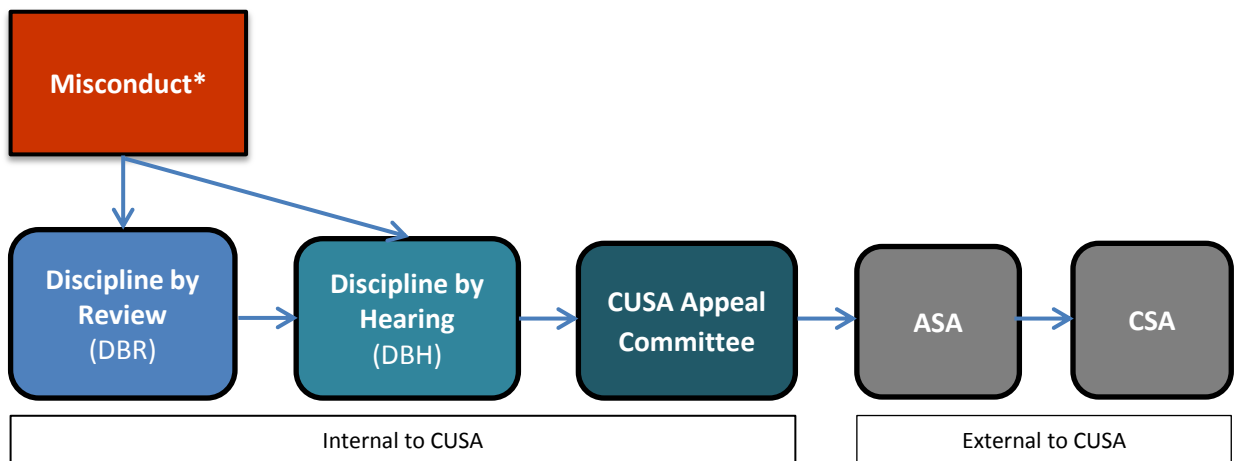 Misconduct*
Discipline by
Review
(DBR)
Discipline by
Hearing
(DBH)
CUSA Appeal
Committee
ASA
CSA
Internal to CUSA
External to CUSA